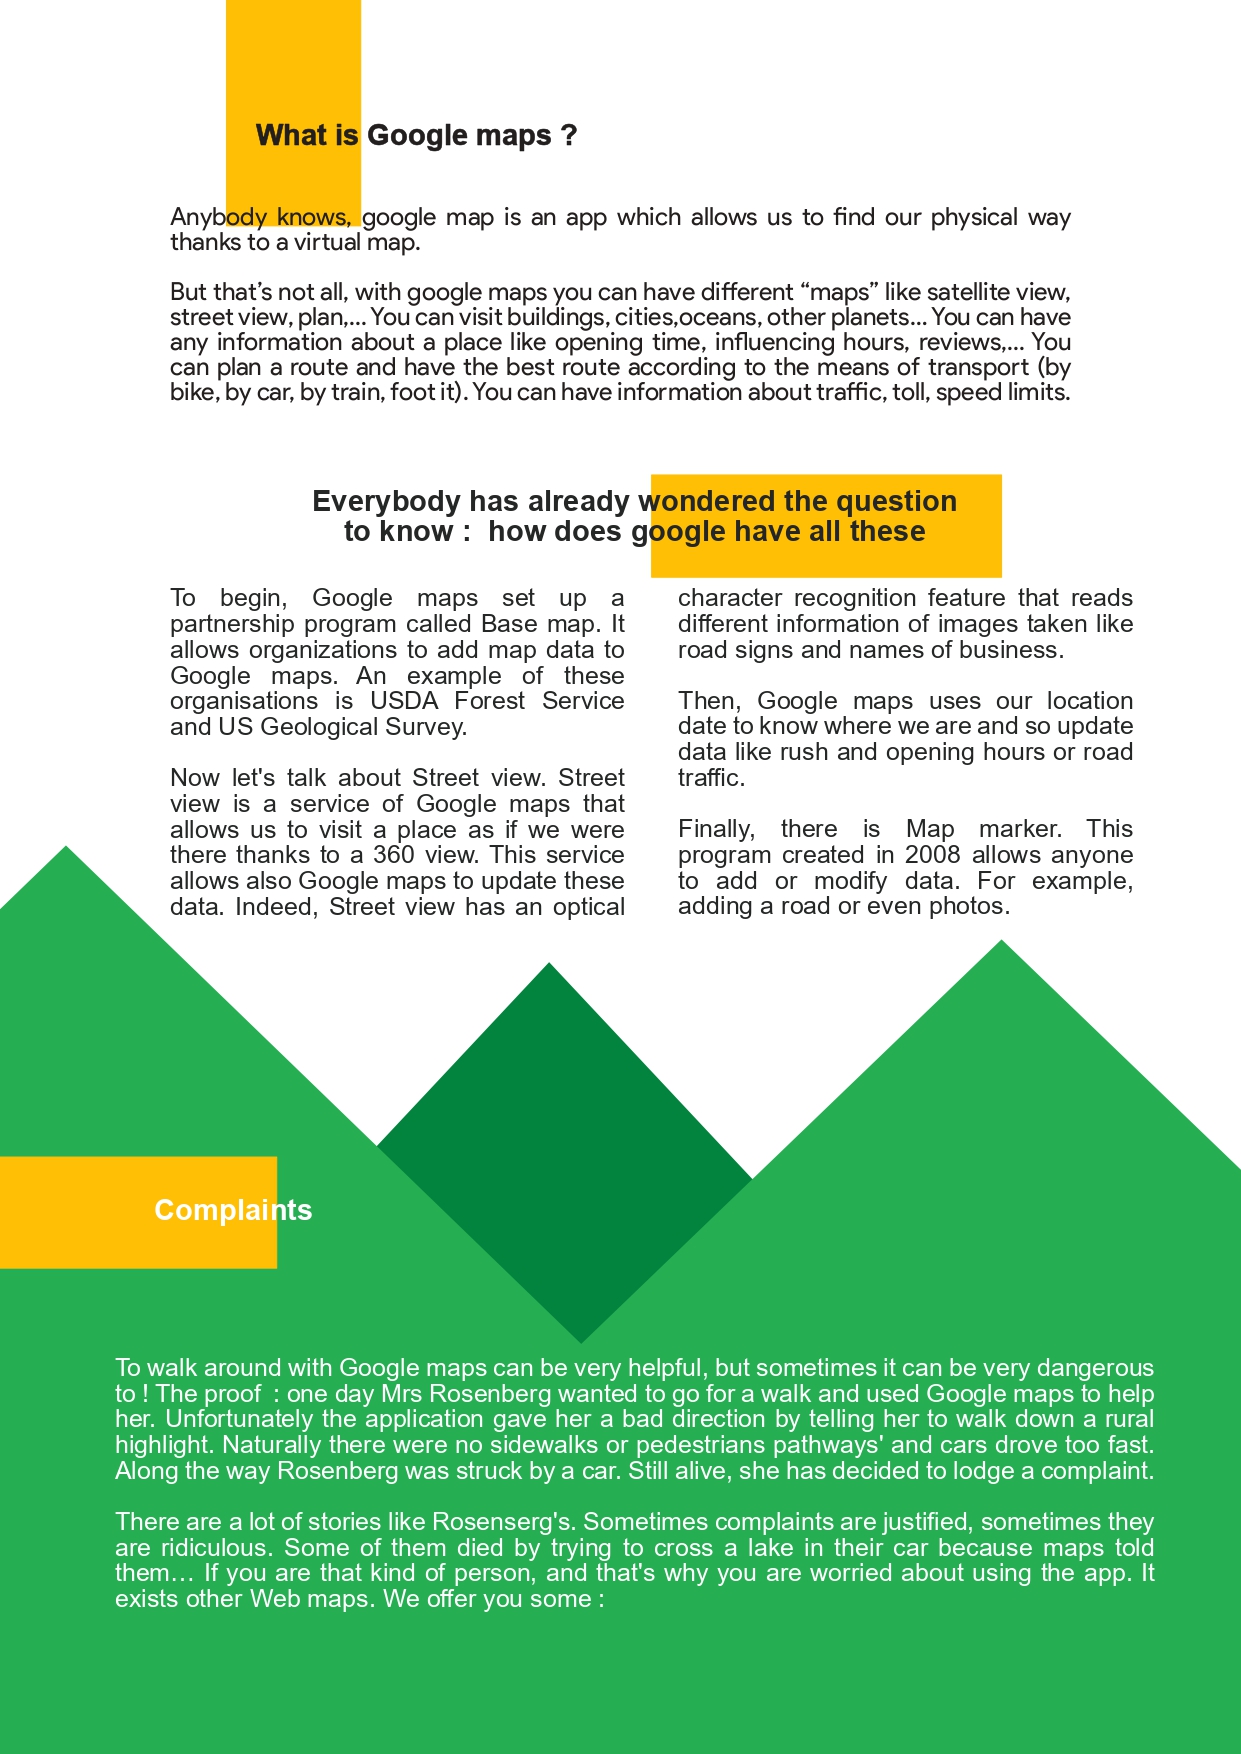 What is Google maps ?
Anybody knows, google map is an app which allows us to find our physical way
thanks to a virtual map.
But that’s not all, with google maps you can have different “maps” like satellite view,
street view, plan,... You can visit buildings, cities,oceans, other planets... You can have
any information about a place like opening time, influencing hours, reviews,... You
can plan a route and have the best route according to the means of transport (by
bike, by car, by train, foot it). You can have information about traffic, toll, speed limits.
Everybody has already wondered the question
to know :  how does google have all these
To begin, Google maps set up a
partnership program called Base map. It
allows organizations to add map data to
Google maps. An example of these
organisations is USDA Forest Service
and US Geological Survey.
Now let's talk about Street view. Street
view is a service of Google maps that
allows us to visit a place as if we were
there thanks to a 360 view. This service
allows also Google maps to update these
data. Indeed, Street view has an optical
character recognition feature that reads
different information of images taken like
road signs and names of business.
Then, Google maps uses our location
date to know where we are and so update
data like rush and opening hours or road
traffic.
Finally, there is Map marker. This
program created in 2008 allows anyone
to add or modify data. For example,
adding a road or even photos.
Complaints
To walk around with Google maps can be very helpful, but sometimes it can be very dangerous
to ! The proof  : one day Mrs Rosenberg wanted to go for a walk and used Google maps to help
her. Unfortunately the application gave her a bad direction by telling her to walk down a rural
highlight. Naturally there were no sidewalks or pedestrians pathways' and cars drove too fast.
Along the way Rosenberg was struck by a car. Still alive, she has decided to lodge a complaint.
There are a lot of stories like Rosenserg's. Sometimes complaints are justified, sometimes they
are ridiculous. Some of them died by trying to cross a lake in their car because maps told
them… If you are that kind of person, and that's why you are worried about using the app. It
exists other Web maps. We offer you some :